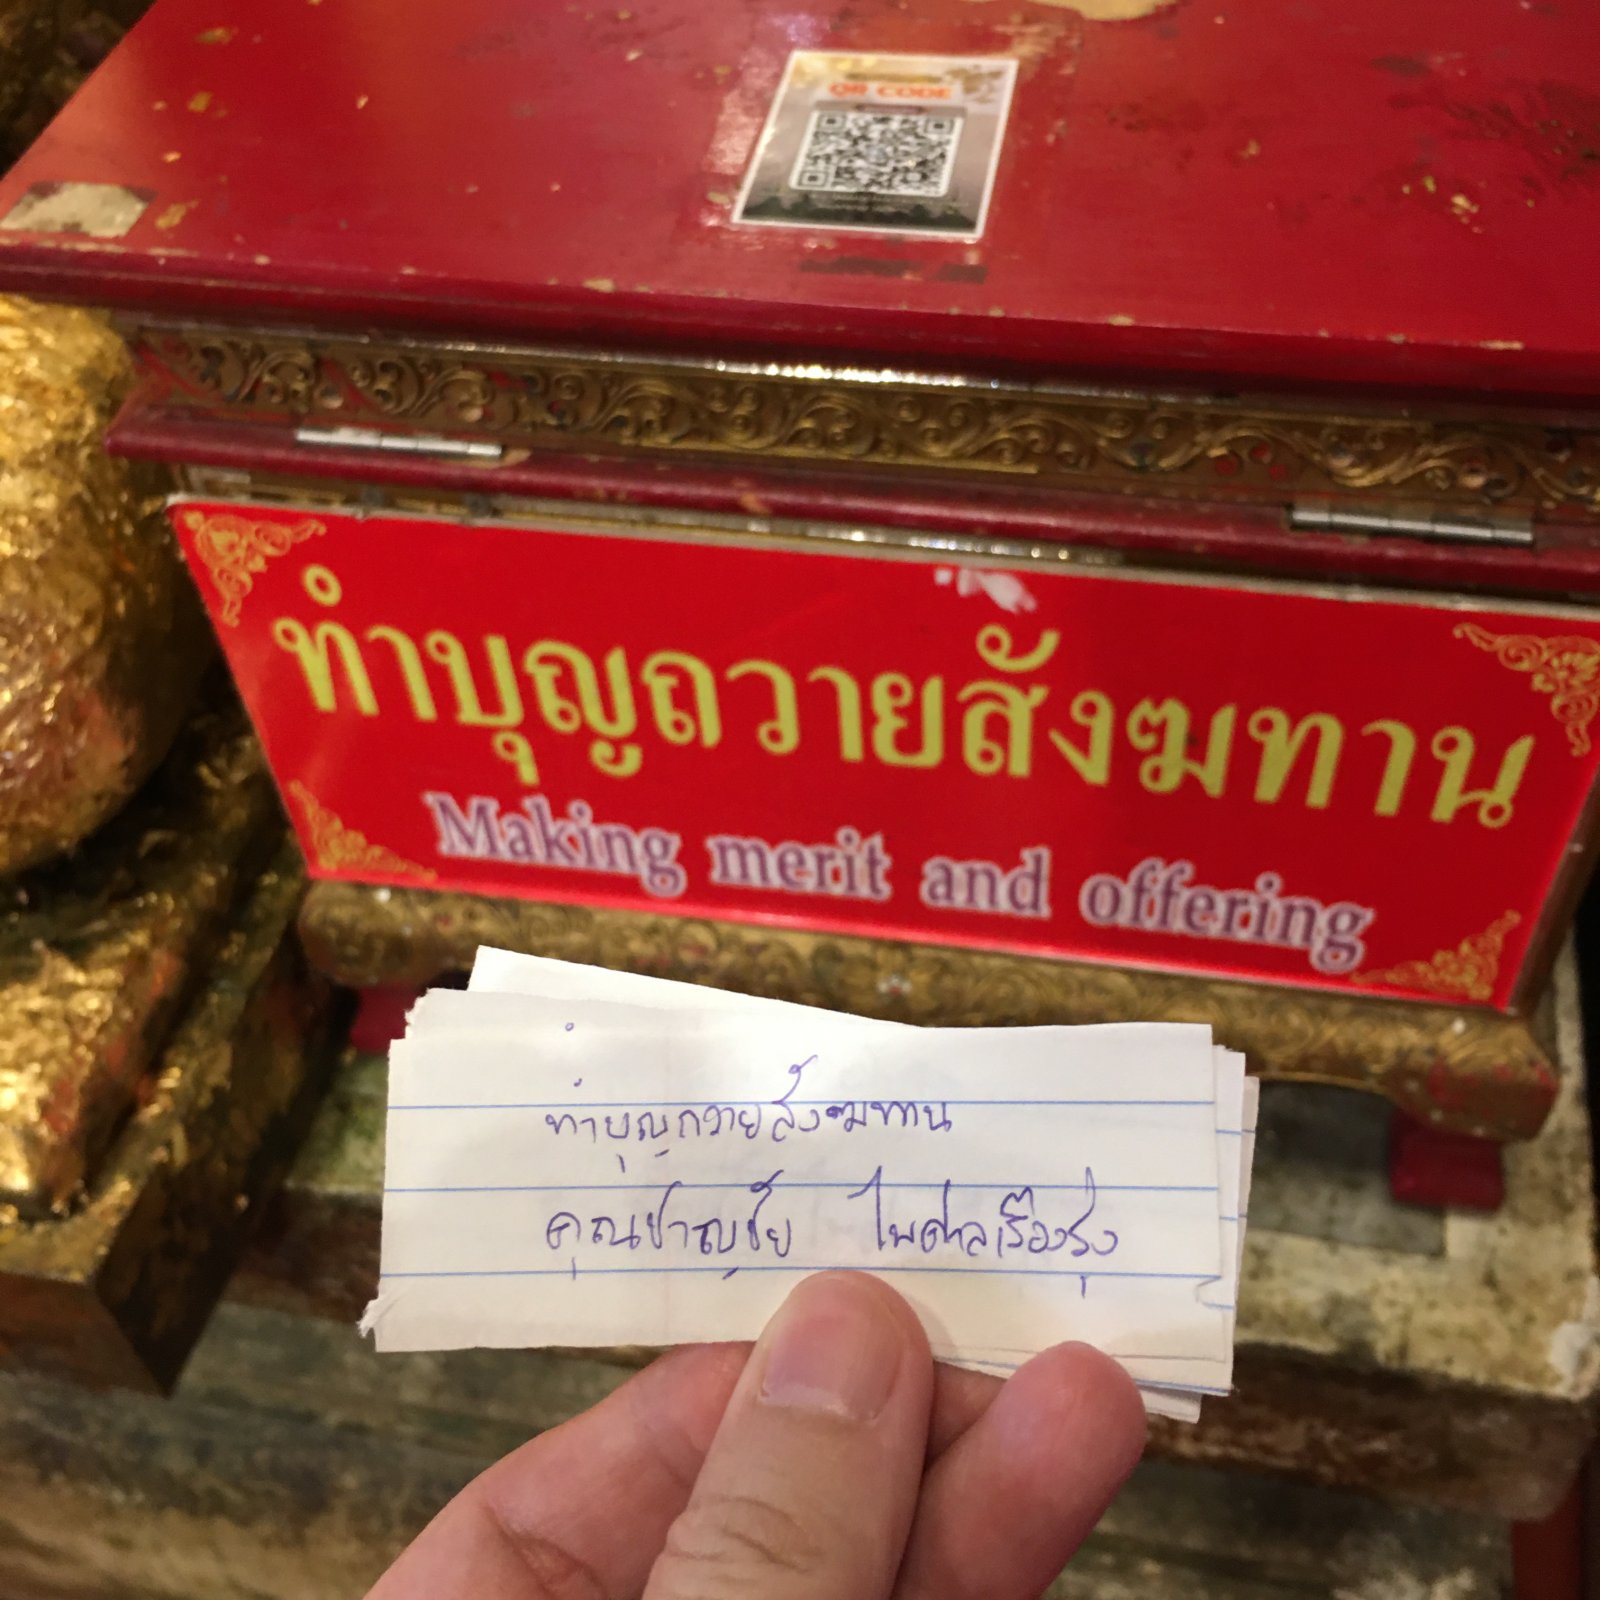 QR CODE
ทำบุญถวายสังฆทาน
Making merit and offering
ทำบุญถวายสังฆทาน
คุณชาญชัย ไพศาลเรืองรุ่ง